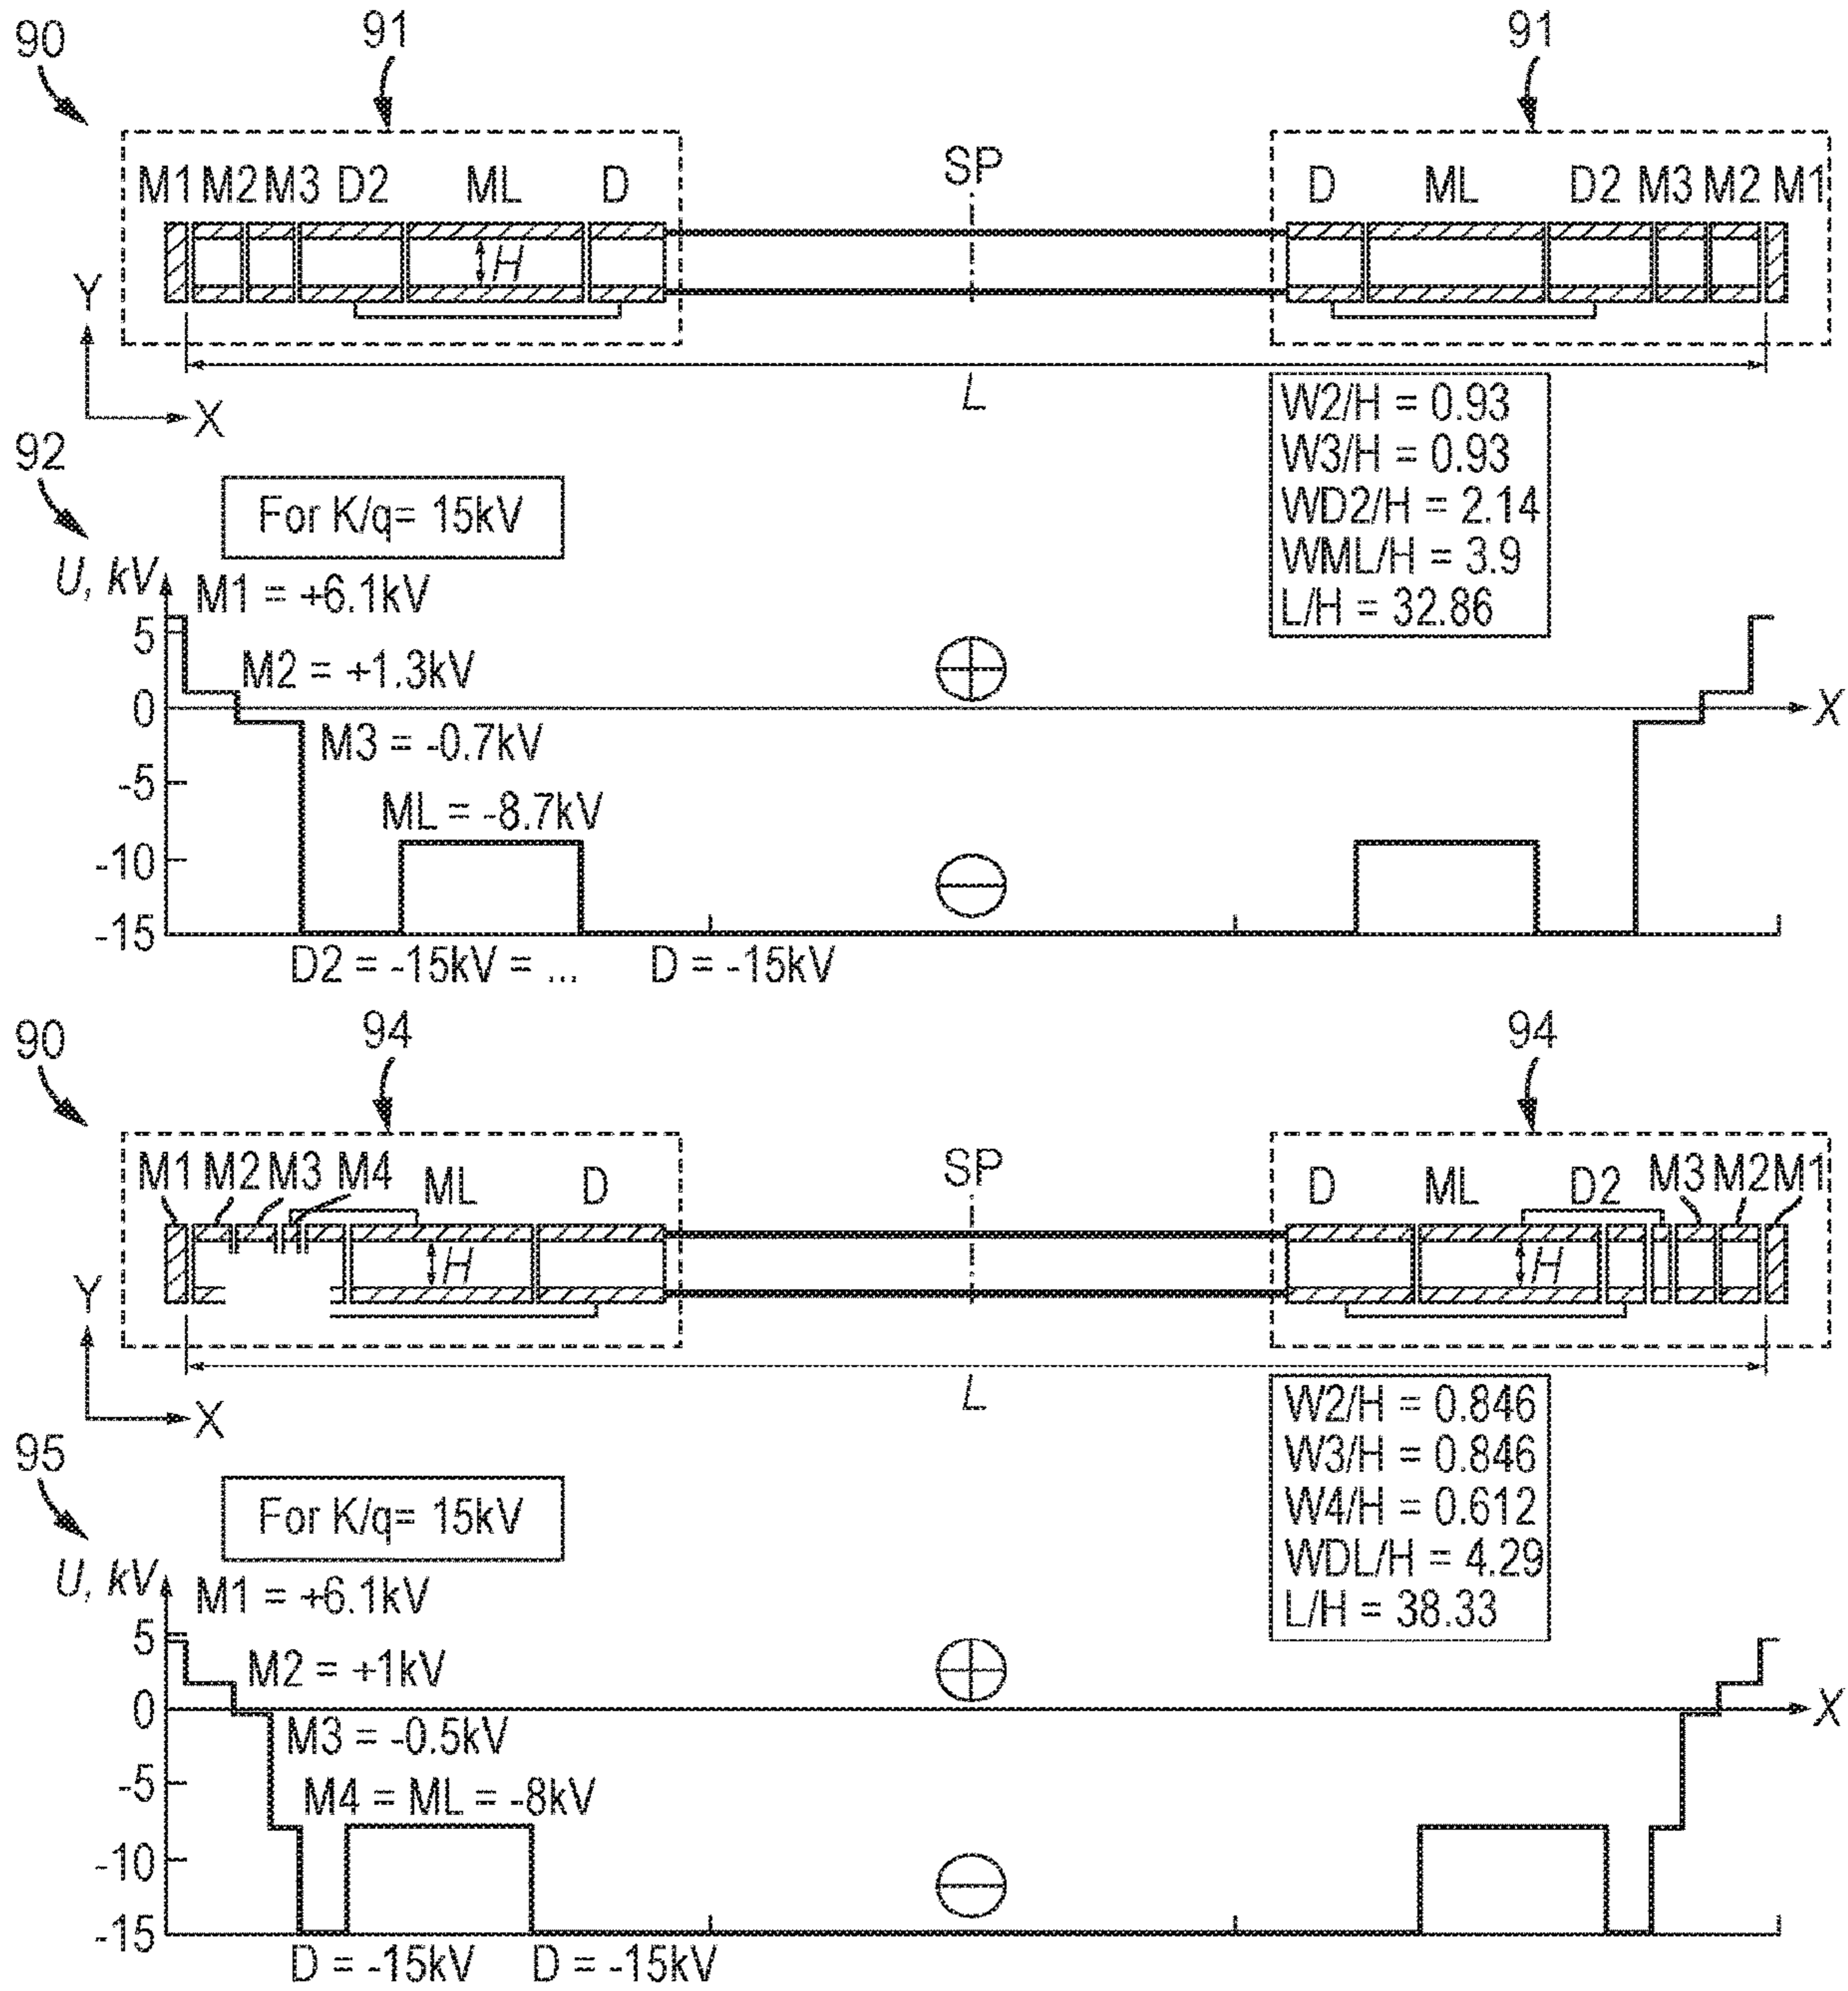 90 91 91
M1 M2 M3 D2 ML D SP D ML D2 M3 M2 M1
H
Y
X
L
W2/H = 0.93
W3/H = 0.93
WD2/H = 2.14
WML/H = 3.9
L/H = 32.86
92
For K/q= 15kV
U, kV
M1 = +6.1kV
5
M2 = +1.3kV
0
X
M3 = -0.7kV
-5
ML = -8.7kV
-10
-15
D2 = -15kV = ... D = -15kV
90 94 94
M1 M2 M3 M4 ML D SP D ML D2 M3 M2 M1
H H
Y
X
L
W2/H = 0.846
W3/H = 0.846
W4/H = 0.612
WDL/H = 4.29
L/H = 38.33
95
For K/q= 15kV
U, kV
M1 = +6.1kV
5
M2 = +1kV
0
X
M3 = -0.5kV
-5
M4 = ML = -8kV
-10
-15
D = -15kV D = -15kV